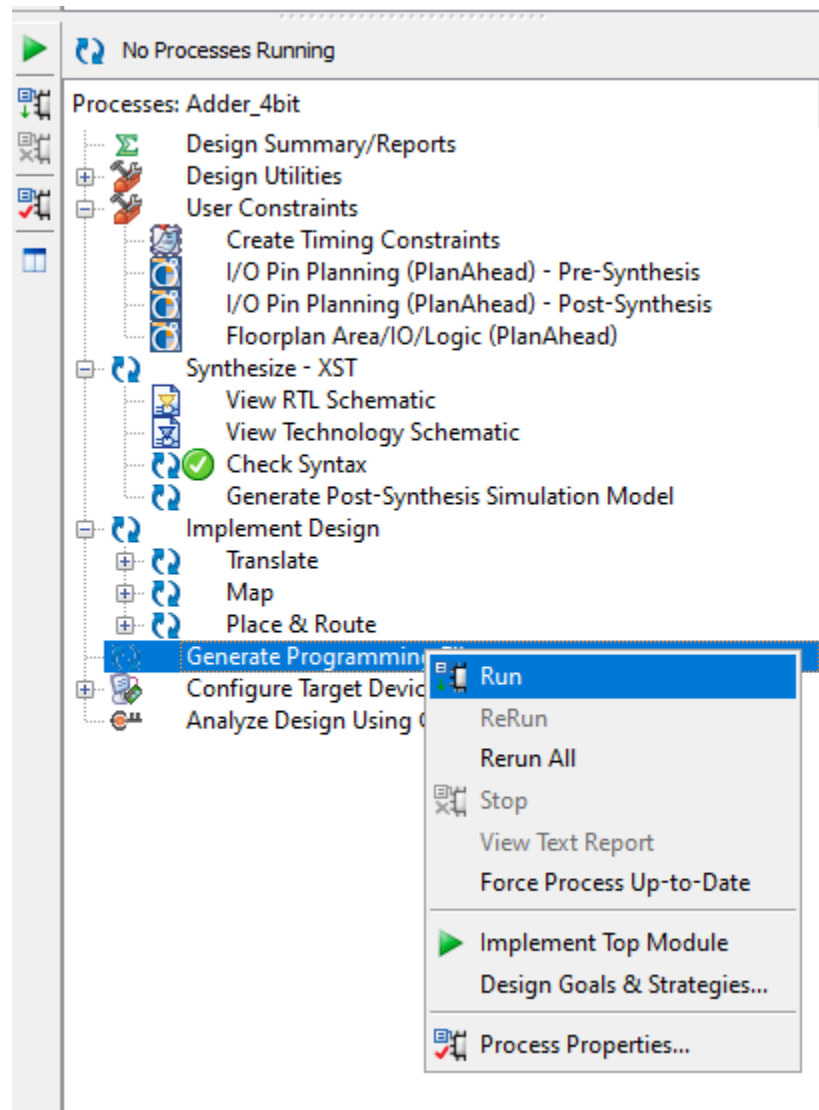 No Processes Running
Processes: Adder_4bit
Design Summary/Reports
Design Utilities
User Constraints
Create Timing Constraints
I/O Pin Planning (PlanAhead) - Pre-Synthesis
I/O Pin Planning (PlanAhead) - Post-Synthesis
Floorplan Area/IO/Logic (PlanAhead)
Synthesize - XST
View RTL Schematic
View Technology Schematic
Check Syntax
Generate Post-Synthesis Simulation Model
Implement Design
Translate
Map
Place & Route
Generate Programming
Configure Target
Analyze Design Using
Run
ReRun
Rerun All
Stop
View Text Report
Force Process Up-to-Date
Implement Top Module
Design Goals & Strategies...
Process Properties...